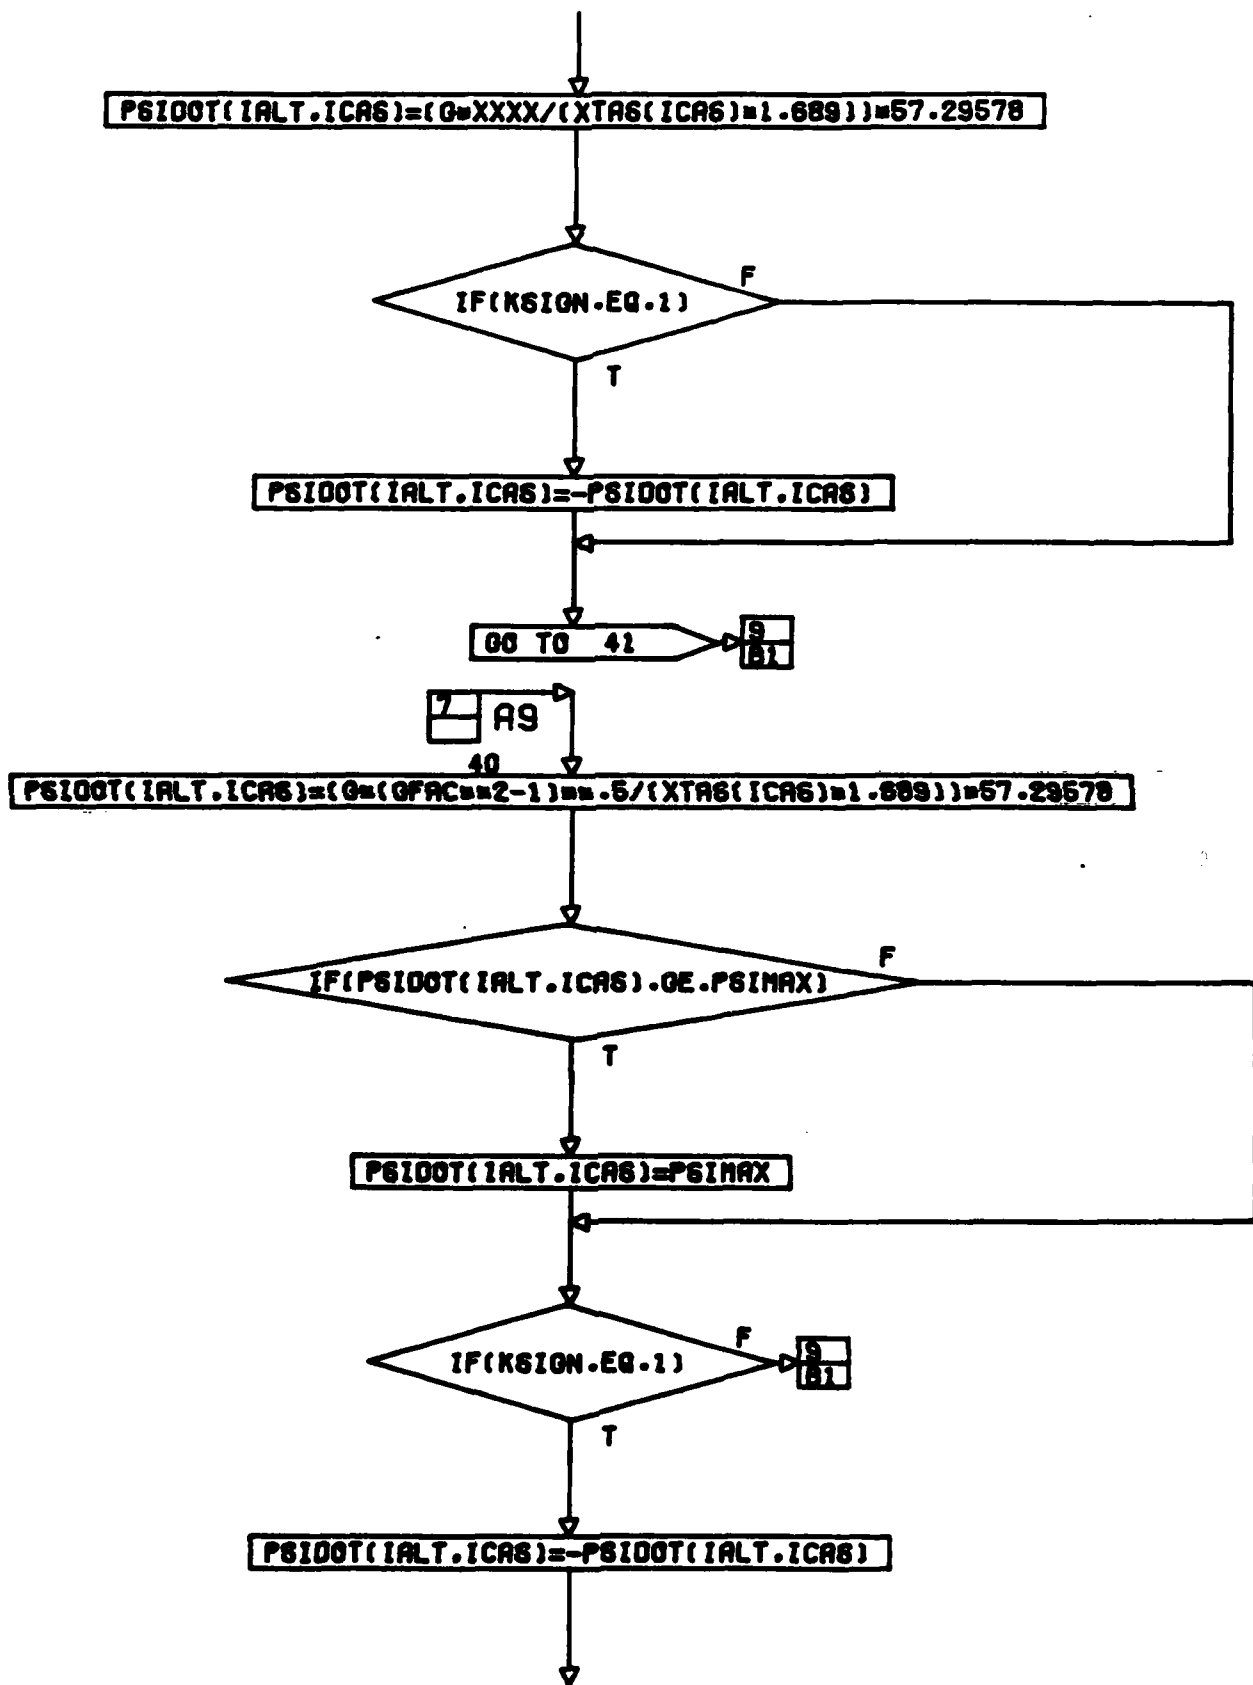 PSIDOT(IALT.ICAS)=(G*XXXX/(XTAS(ICAS)*1.689))*57.29578
F
IF(KSIGN.EQ.1)
T
PSIDOT(IALT.ICAS)=-PSIDOT(IALT.ICAS)
GO TO 41
9
B1
7
A9
40
PSIDOT(IALT.ICAS)=(G*(GFAC**2-1)**.5/(XTAS(ICAS)*1.689))*57.29578
F
IF(PSIDOT(IALT.ICAS).GE.PSIMAX)
T
PSIDOT(IALT.ICAS)=PSIMAX
F
IF(KSIGN.EQ.1)
9
B1
T
PSIDOT(IALT.ICAS)=-PSIDOT(IALT.ICAS)